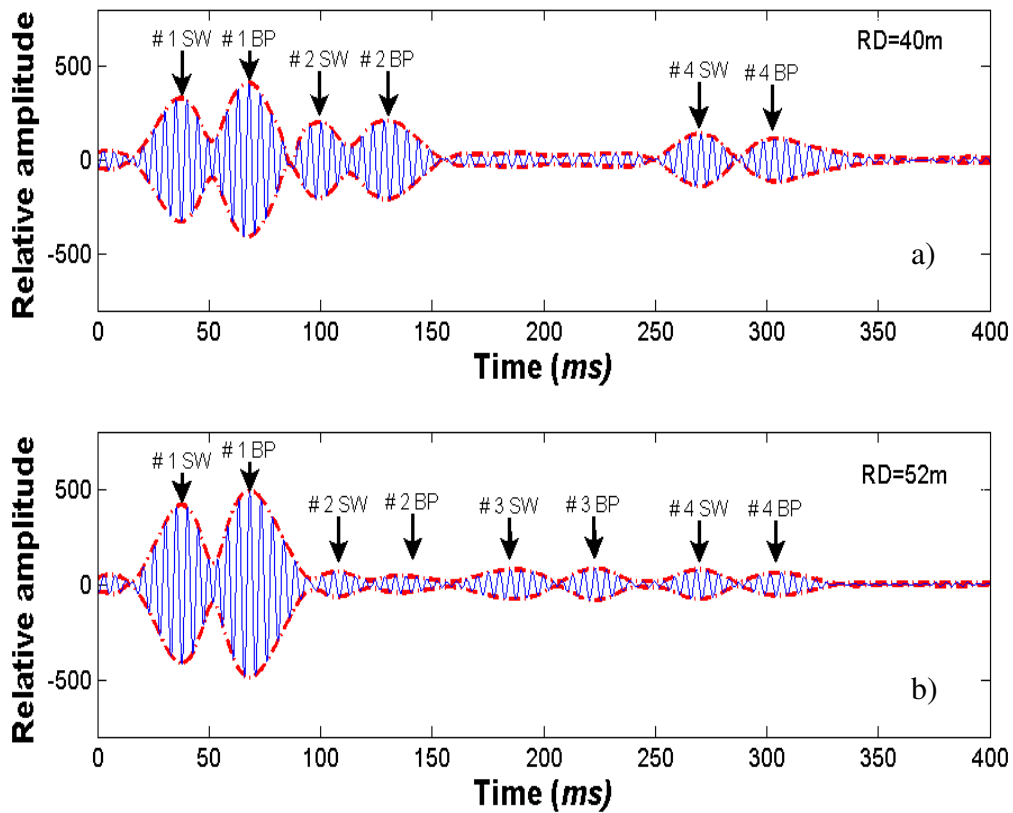 # 1 SW # 1 BP # 2 SW # 2 BP # 4 SW # 4 BP
RD=40m
Relative amplitude
500
0
-500
a)
0 50 100 150 200 250 300 350 400
Time (ms)
# 1 SW # 1 BP # 2 SW # 2 BP # 3 SW # 3 BP # 4 SW # 4 BP
RD=52m
Relative amplitude
500
0
-500
b)
0 50 100 150 200 250 300 350 400
Time (ms)